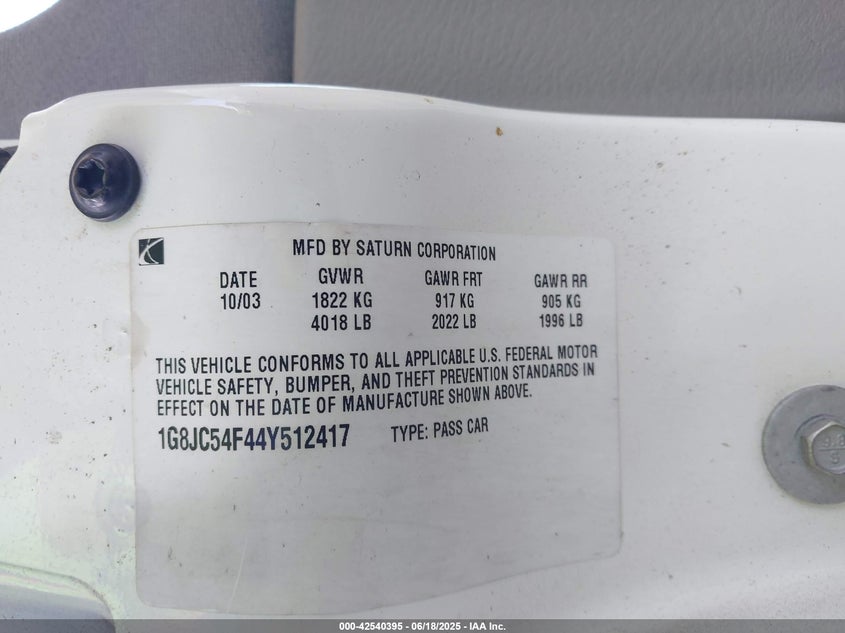 MFD BY SATURN CORPORATION
DATE GVWR GAWR FRT GAWR RR
10/03 1822 KG 917 KG 905 KG
4018 LB 2022 LB 1996 LB
THIS VEHICLE CONFORMS TO ALL APPLICABLE U.S. FEDERAL MOTOR
VEHICLE SAFETY, BUMPER, AND THEFT PREVENTION STANDARDS IN
EFFECT ON THE DATE OF MANUFACTURE SHOWN ABOVE.
1G8JC54F44Y512417 TYPE: PASS CAR
9.8
S
000-42540395 - 06/18/2025 - IAA Inc.